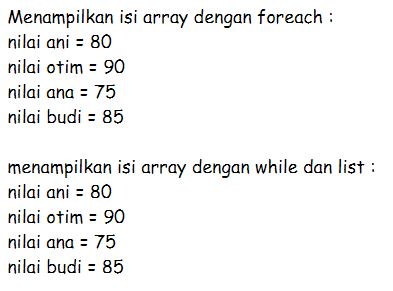 Menampilkan isi array dengan foreach :
nilai ani = 80
nilai otim = 90
nilai ana = 75
nilai budi = 85
menampilkan isi array dengan while dan list :
nilai ani = 80
nilai otim = 90
nilai ana = 75
nilai budi = 85